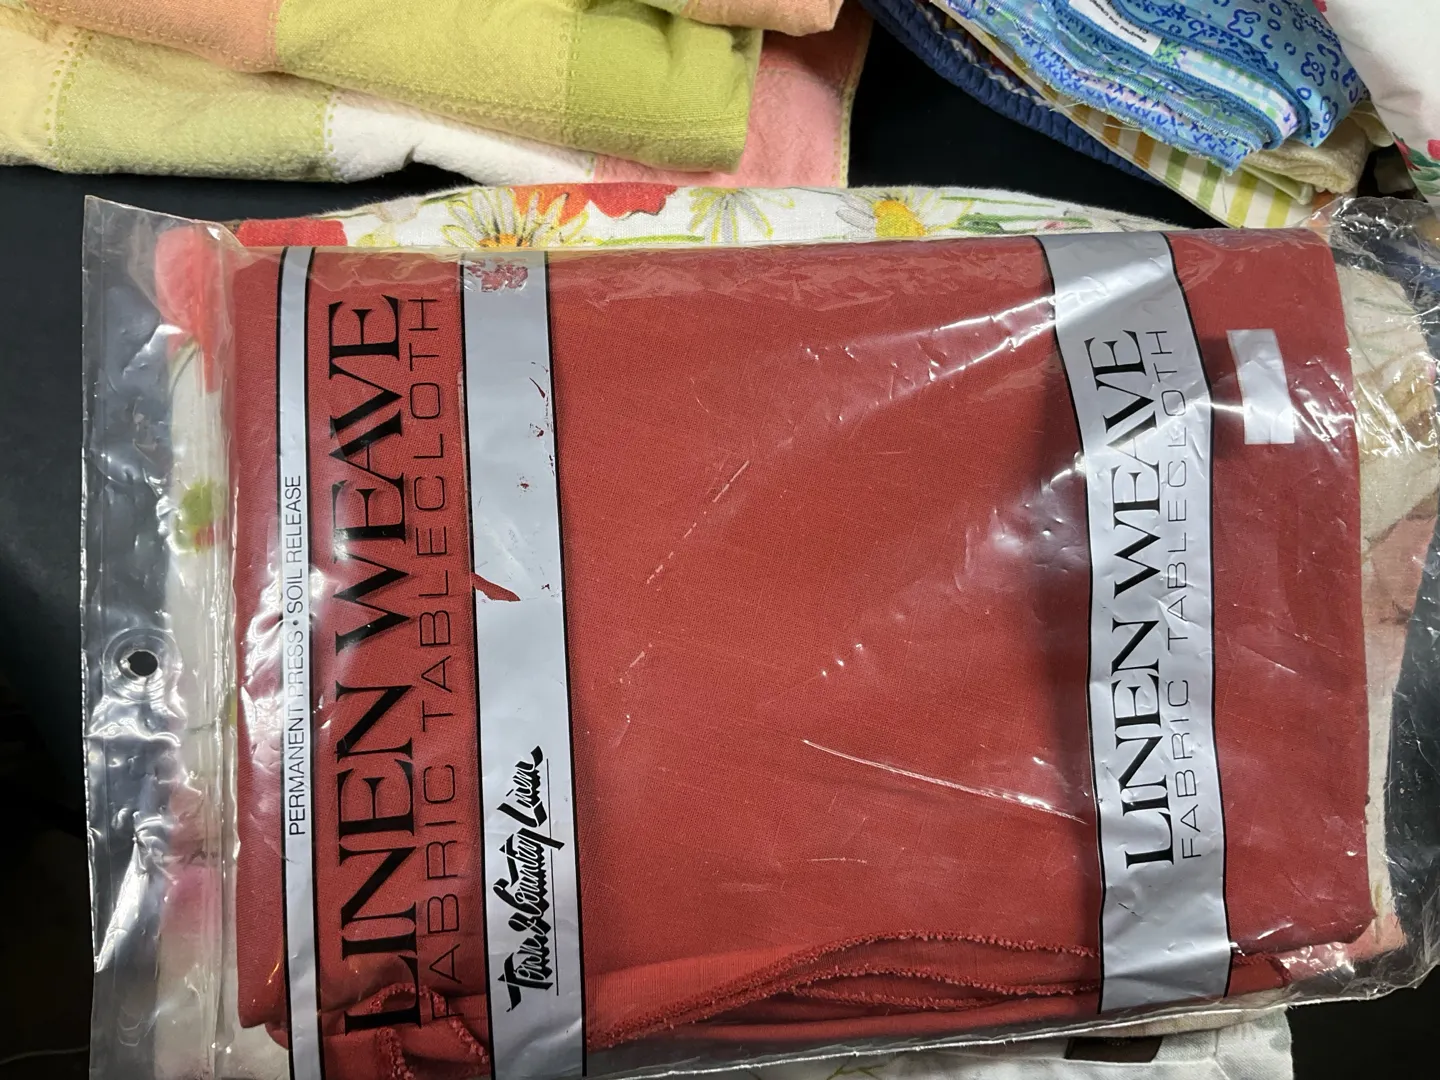 PERMANENT PRESS • SOIL RELEASE
LINEN WEAVE
FABRIC TABLECLOTH
Town & Country Linen
LINEN WEAVE
FABRIC TABLECLOTH